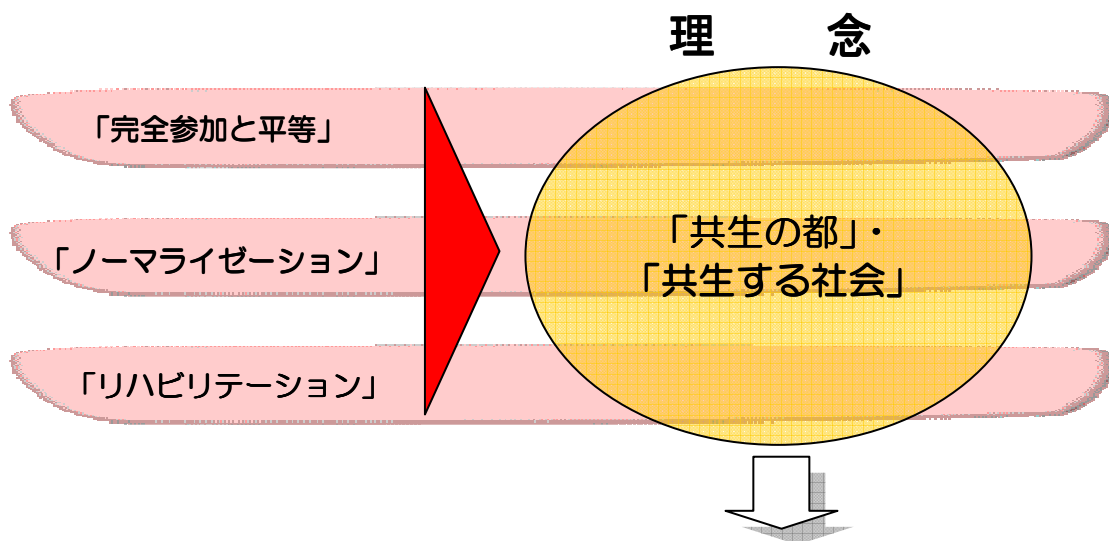 理　念
「完全参加と平等」
「ノーマライゼーション」
「リハビリテーション」
「共生の都」・
「共生する社会」